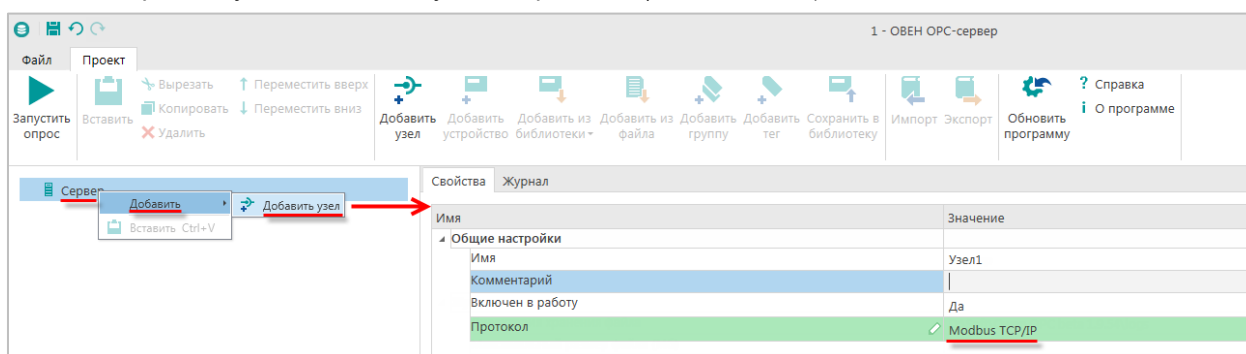 1 - ОВЕН OPC-сервер
Файл Проект
Запустить опрос
Вставить
Вырезать
Копировать
Удалить
Переместить вверх
Переместить вниз
Добавить узел
Добавить устройство
Добавить из библиотеки
Добавить из файла
Добавить группу
Добавить тег
Сохранить в библиотеку
Импорт
Экспорт
Обновить программу
? Справка
i О программе
Сервер
Добавить
Добавить узел
Вставить Ctrl+V
Свойства Журнал
Имя Значение
Общие настройки
Имя Узел1
Комментарий
Включен в работу Да
Протокол Modbus TCP/IP